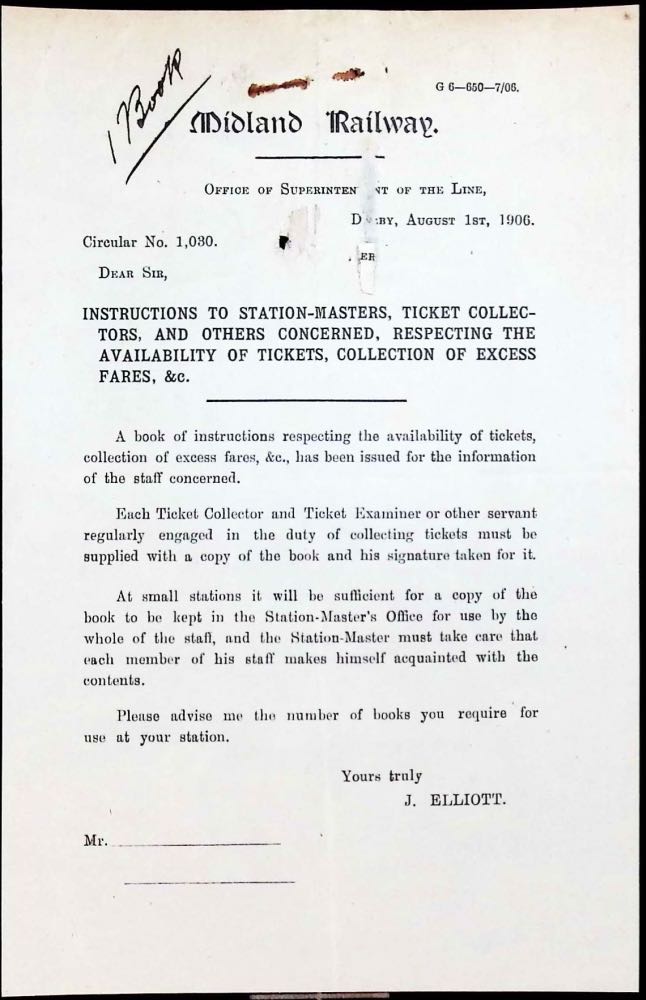 1 Book
G 6—650—7/06.
Midland Railway.
OFFICE OF SUPERINTEN NT OF THE LINE,
D BY, AUGUST 1ST, 1906.
Circular No. 1,030.
ER
DEAR SIR,
INSTRUCTIONS TO STATION-MASTERS, TICKET COLLEC-
TORS, AND OTHERS CONCERNED, RESPECTING THE
AVAILABILITY OF TICKETS, COLLECTION OF EXCESS
FARES, &c.
A book of instructions respecting the availability of tickets,
collection of excess fares, &c., has been issued for the information
of the staff concerned.
Each Ticket Collector and Ticket Examiner or other servant
regularly engaged in the duty of collecting tickets must be
supplied with a copy of the book and his signature taken for it.
At small stations it will be sufficient for a copy of the
book to be kept in the Station-Master's Office for use by the
whole of the staff, and the Station-Master must take care that
each member of his staff makes himself acquainted with the
contents.
Please advise me the number of books you require for
use at your station.
Yours truly
J. ELLIOTT.
Mr.